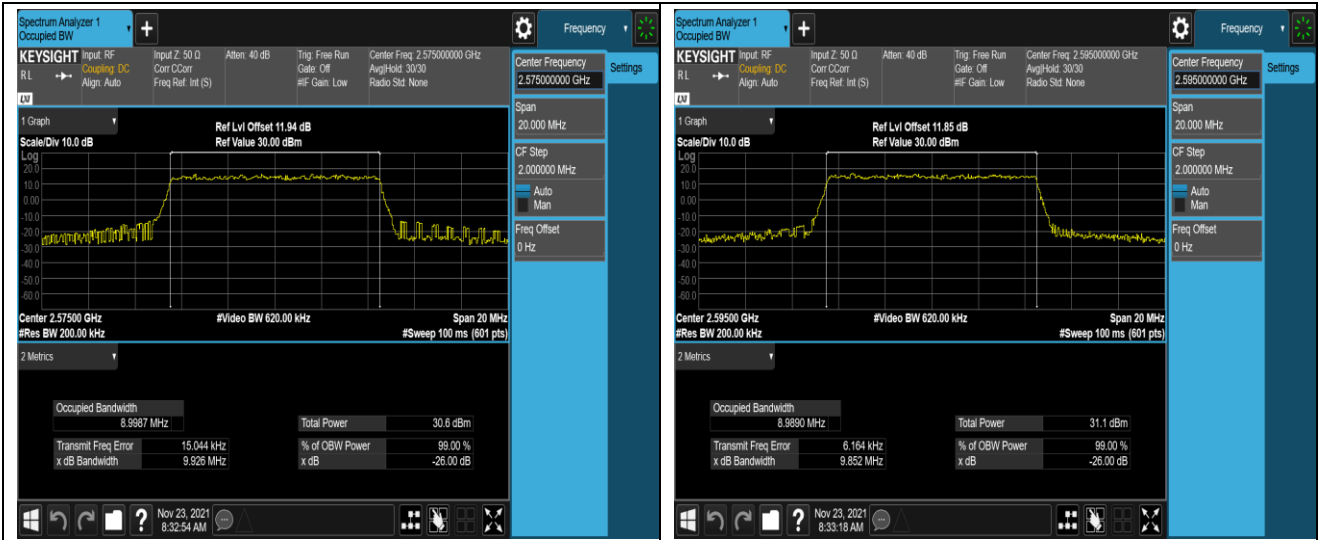 Spectrum Analyzer 1
Occupied BW
+
Frequency
KEYSIGHT Input: RF Input Z: 50 Ω Atten: 40 dB Trig: Free Run Center Freq: 2.575000000 GHz
RL Coupling: DC Corr CCorr Gate: Off Avg|Hold: 30/30
Align: Auto Freq Ref: Int (S) #IF Gain: Low Radio Std: None
LXI
Center Frequency
2.575000000 GHz
Settings
Span
20.000 MHz
CF Step
2.000000 MHz
Auto
Man
Freq Offset
0 Hz
1 Graph
Ref Lvl Offset 11.94 dB
Scale/Div 10.0 dB Ref Value 30.00 dBm
Log
20.0
10.0
0.00
-10.0
-20.0
-30.0
-40.0
-50.0
-60.0
Center 2.57500 GHz #Video BW 620.00 kHz Span 20 MHz
#Res BW 200.00 kHz #Sweep 100 ms (601 pts)
2 Metrics
Occupied Bandwidth
8.9987 MHz Total Power 30.6 dBm
Transmit Freq Error 15.044 kHz % of OBW Power 99.00 %
x dB Bandwidth 9.926 MHz x dB -26.00 dB
?
Nov 23, 2021
8:32:54 AM
Spectrum Analyzer 1
Occupied BW
+
Frequency
KEYSIGHT Input: RF Input Z: 50 Ω Atten: 40 dB Trig: Free Run Center Freq: 2.595000000 GHz
RL Coupling: DC Corr CCorr Gate: Off Avg|Hold: 30/30
Align: Auto Freq Ref: Int (S) #IF Gain: Low Radio Std: None
LXI
Center Frequency
2.595000000 GHz
Settings
Span
20.000 MHz
CF Step
2.000000 MHz
Auto
Man
Freq Offset
0 Hz
1 Graph
Ref Lvl Offset 11.85 dB
Scale/Div 10.0 dB Ref Value 30.00 dBm
Log
20.0
10.0
0.00
-10.0
-20.0
-30.0
-40.0
-50.0
-60.0
Center 2.59500 GHz #Video BW 620.00 kHz Span 20 MHz
#Res BW 200.00 kHz #Sweep 100 ms (601 pts)
2 Metrics
Occupied Bandwidth
8.9890 MHz Total Power 31.1 dBm
Transmit Freq Error 6.164 kHz % of OBW Power 99.00 %
x dB Bandwidth 9.852 MHz x dB -26.00 dB
?
Nov 23, 2021
8:33:18 AM